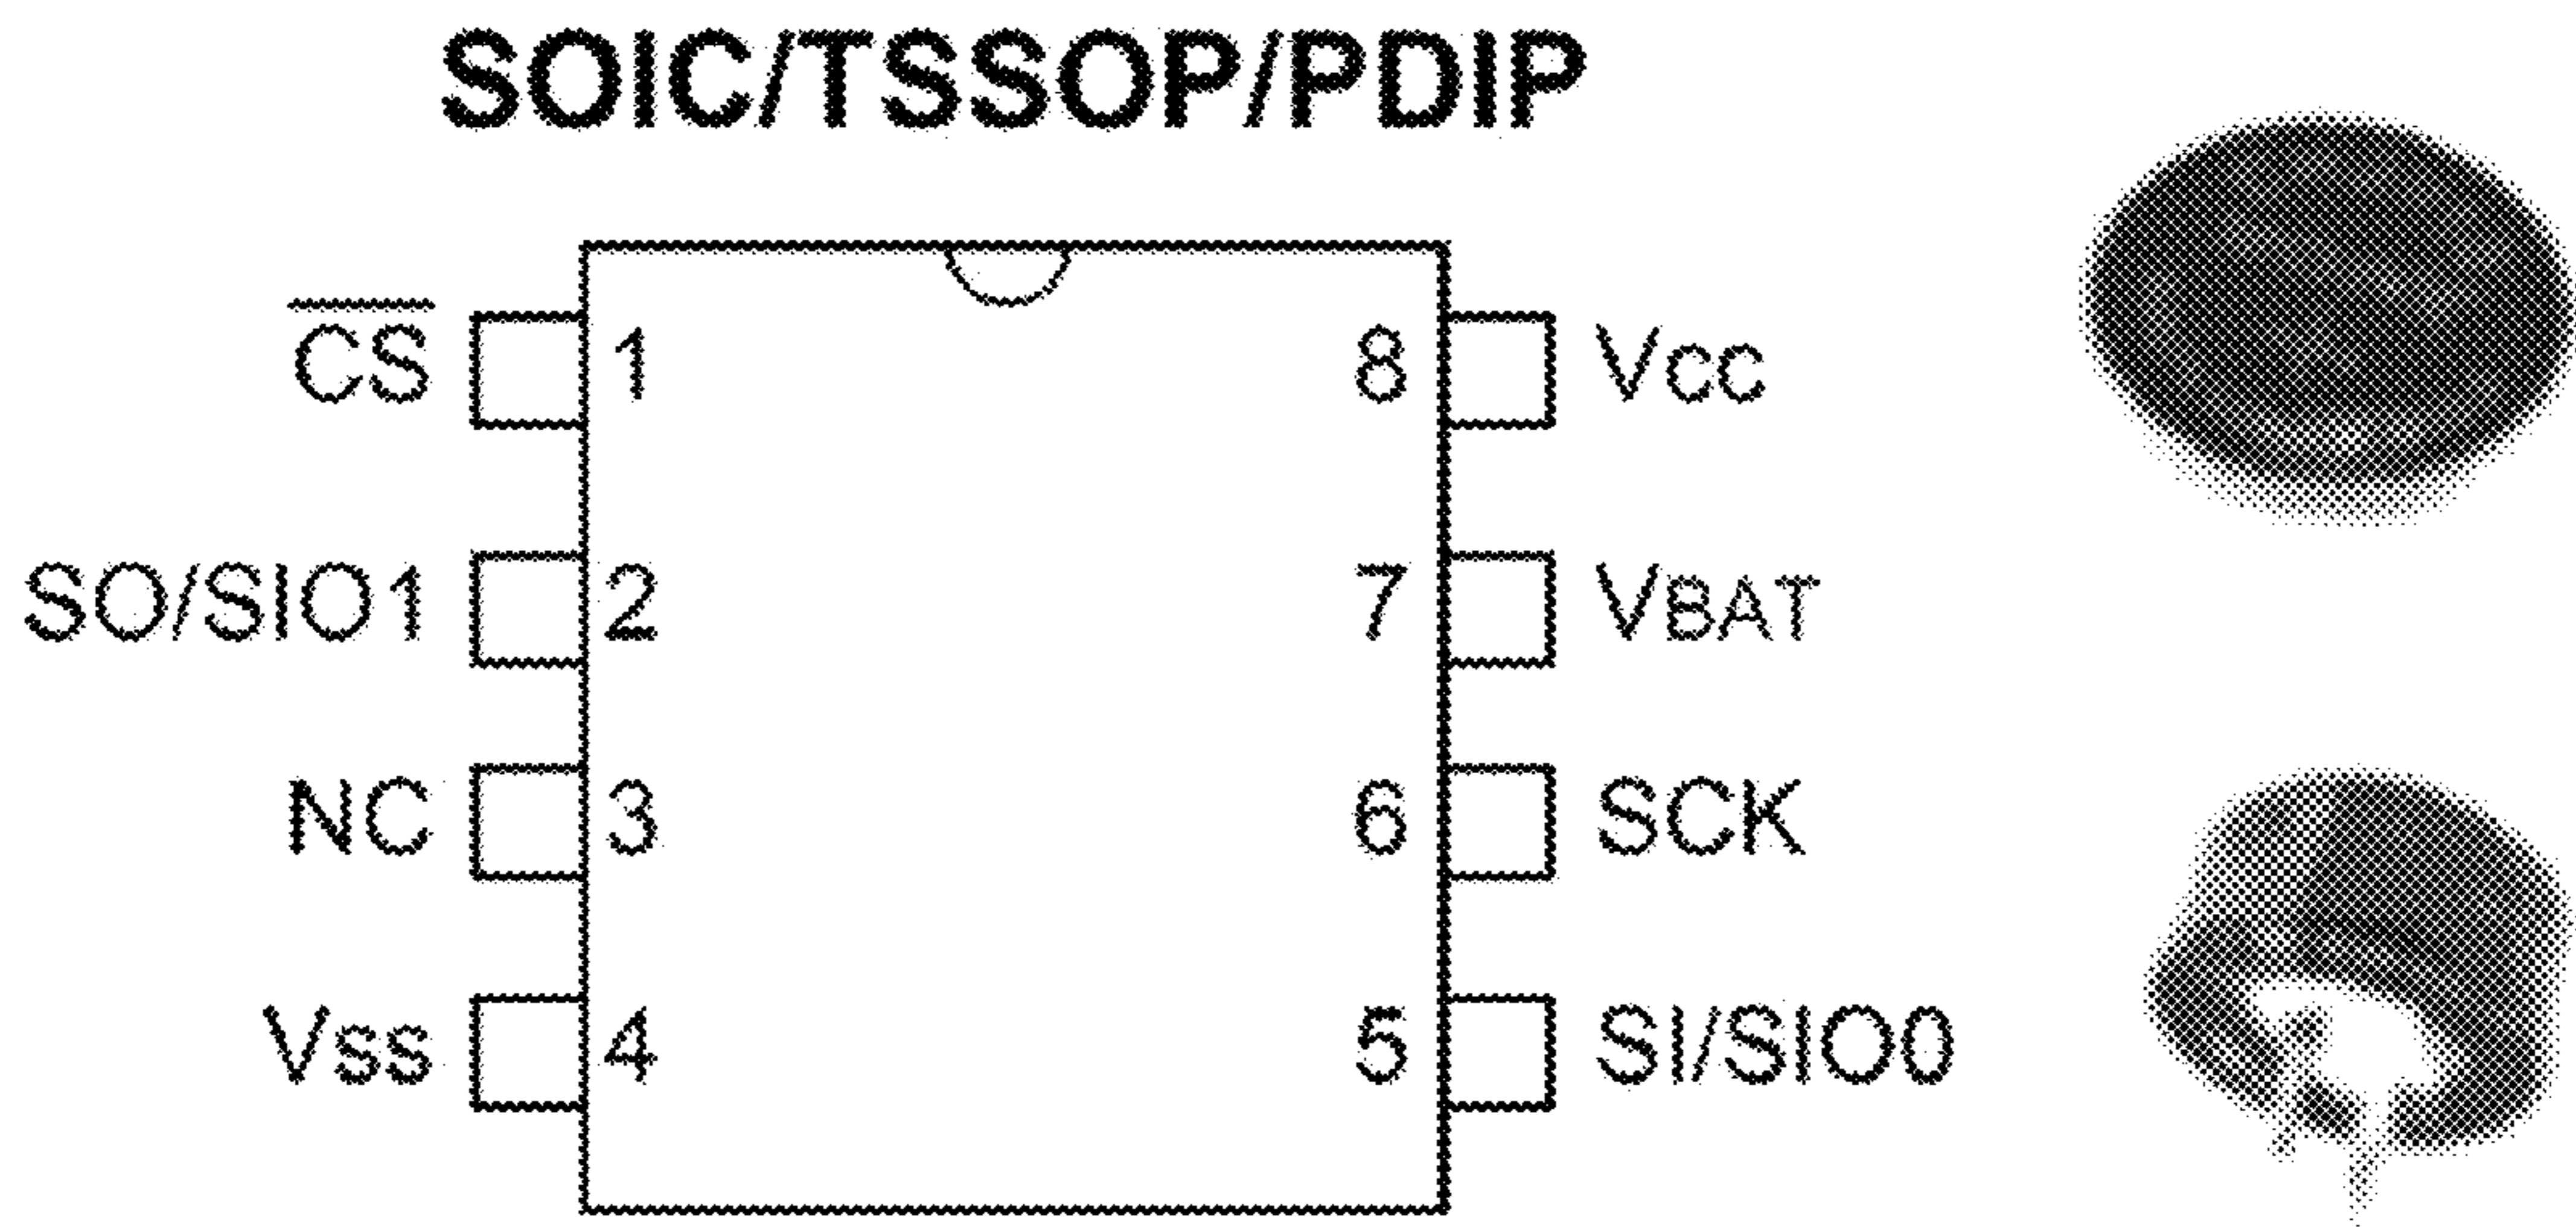 SOIC/TSSOP/PDIP
CS 1 8 Vcc
SO/SIO1 2 7 VBAT
NC 3 6 SCK
Vss 4 5 SI/SIO0